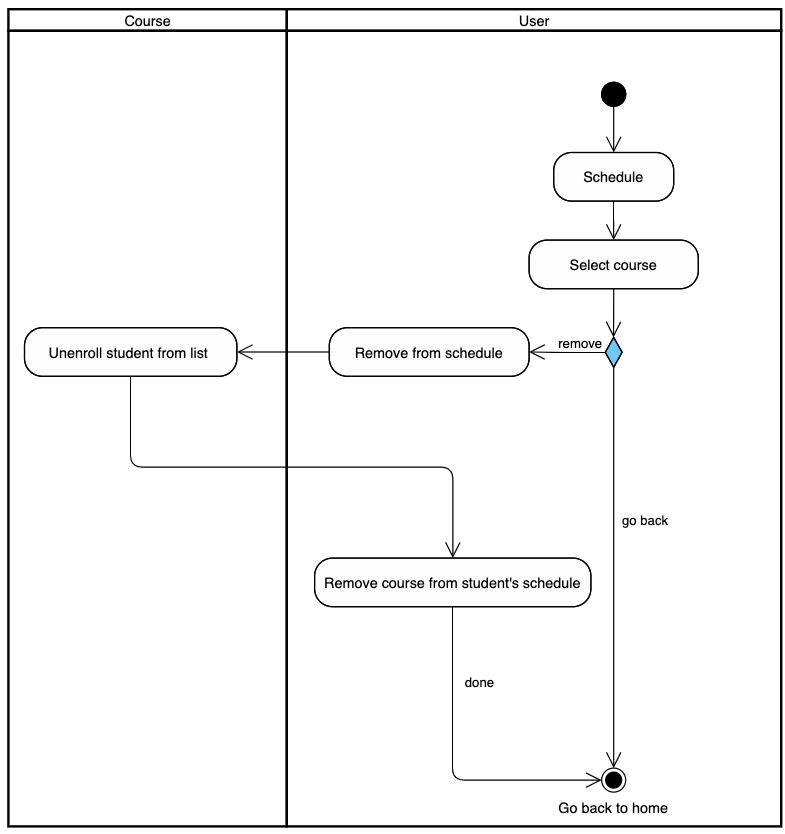 Course
User
Schedule
Select course
remove
Remove from schedule
Unenroll student from list
go back
Remove course from student's schedule
done
Go back to home